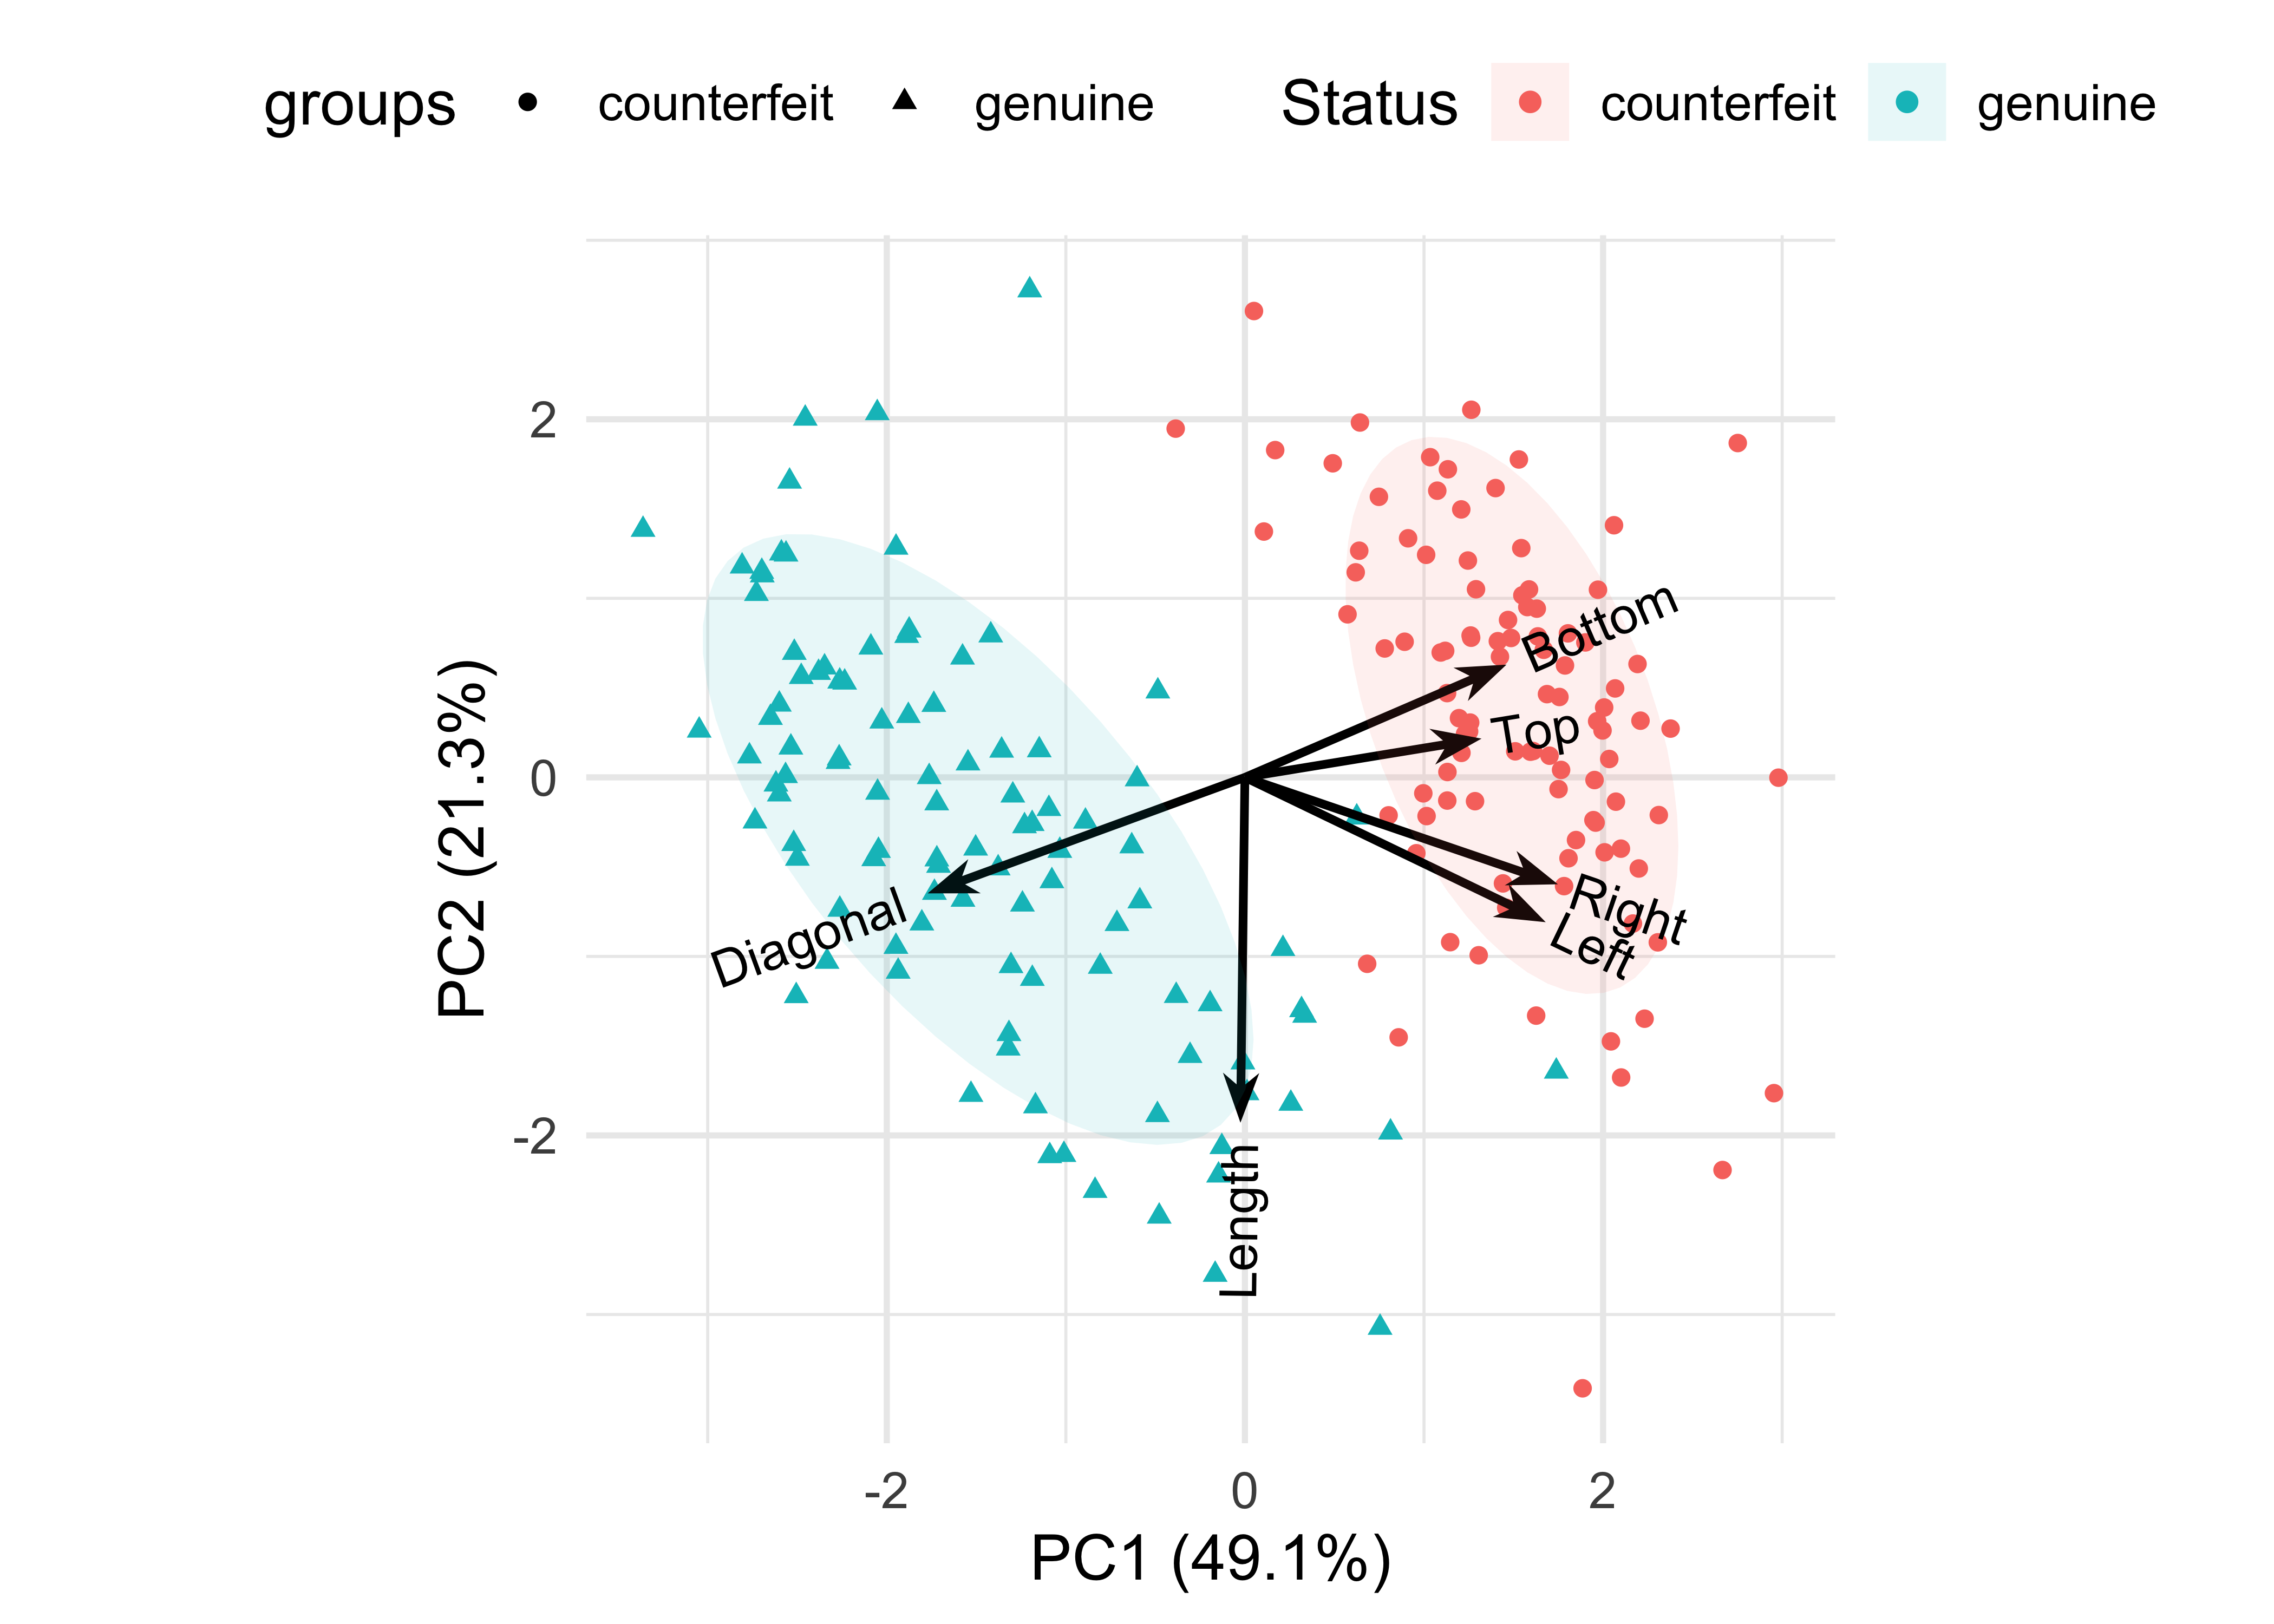 groups counterfeit genuine Status counterfeit genuine
2
0
-2
PC2 (21.3%)
Bottom
Top
Right
Left
Diagonal
Length
-2 0 2
PC1 (49.1%)